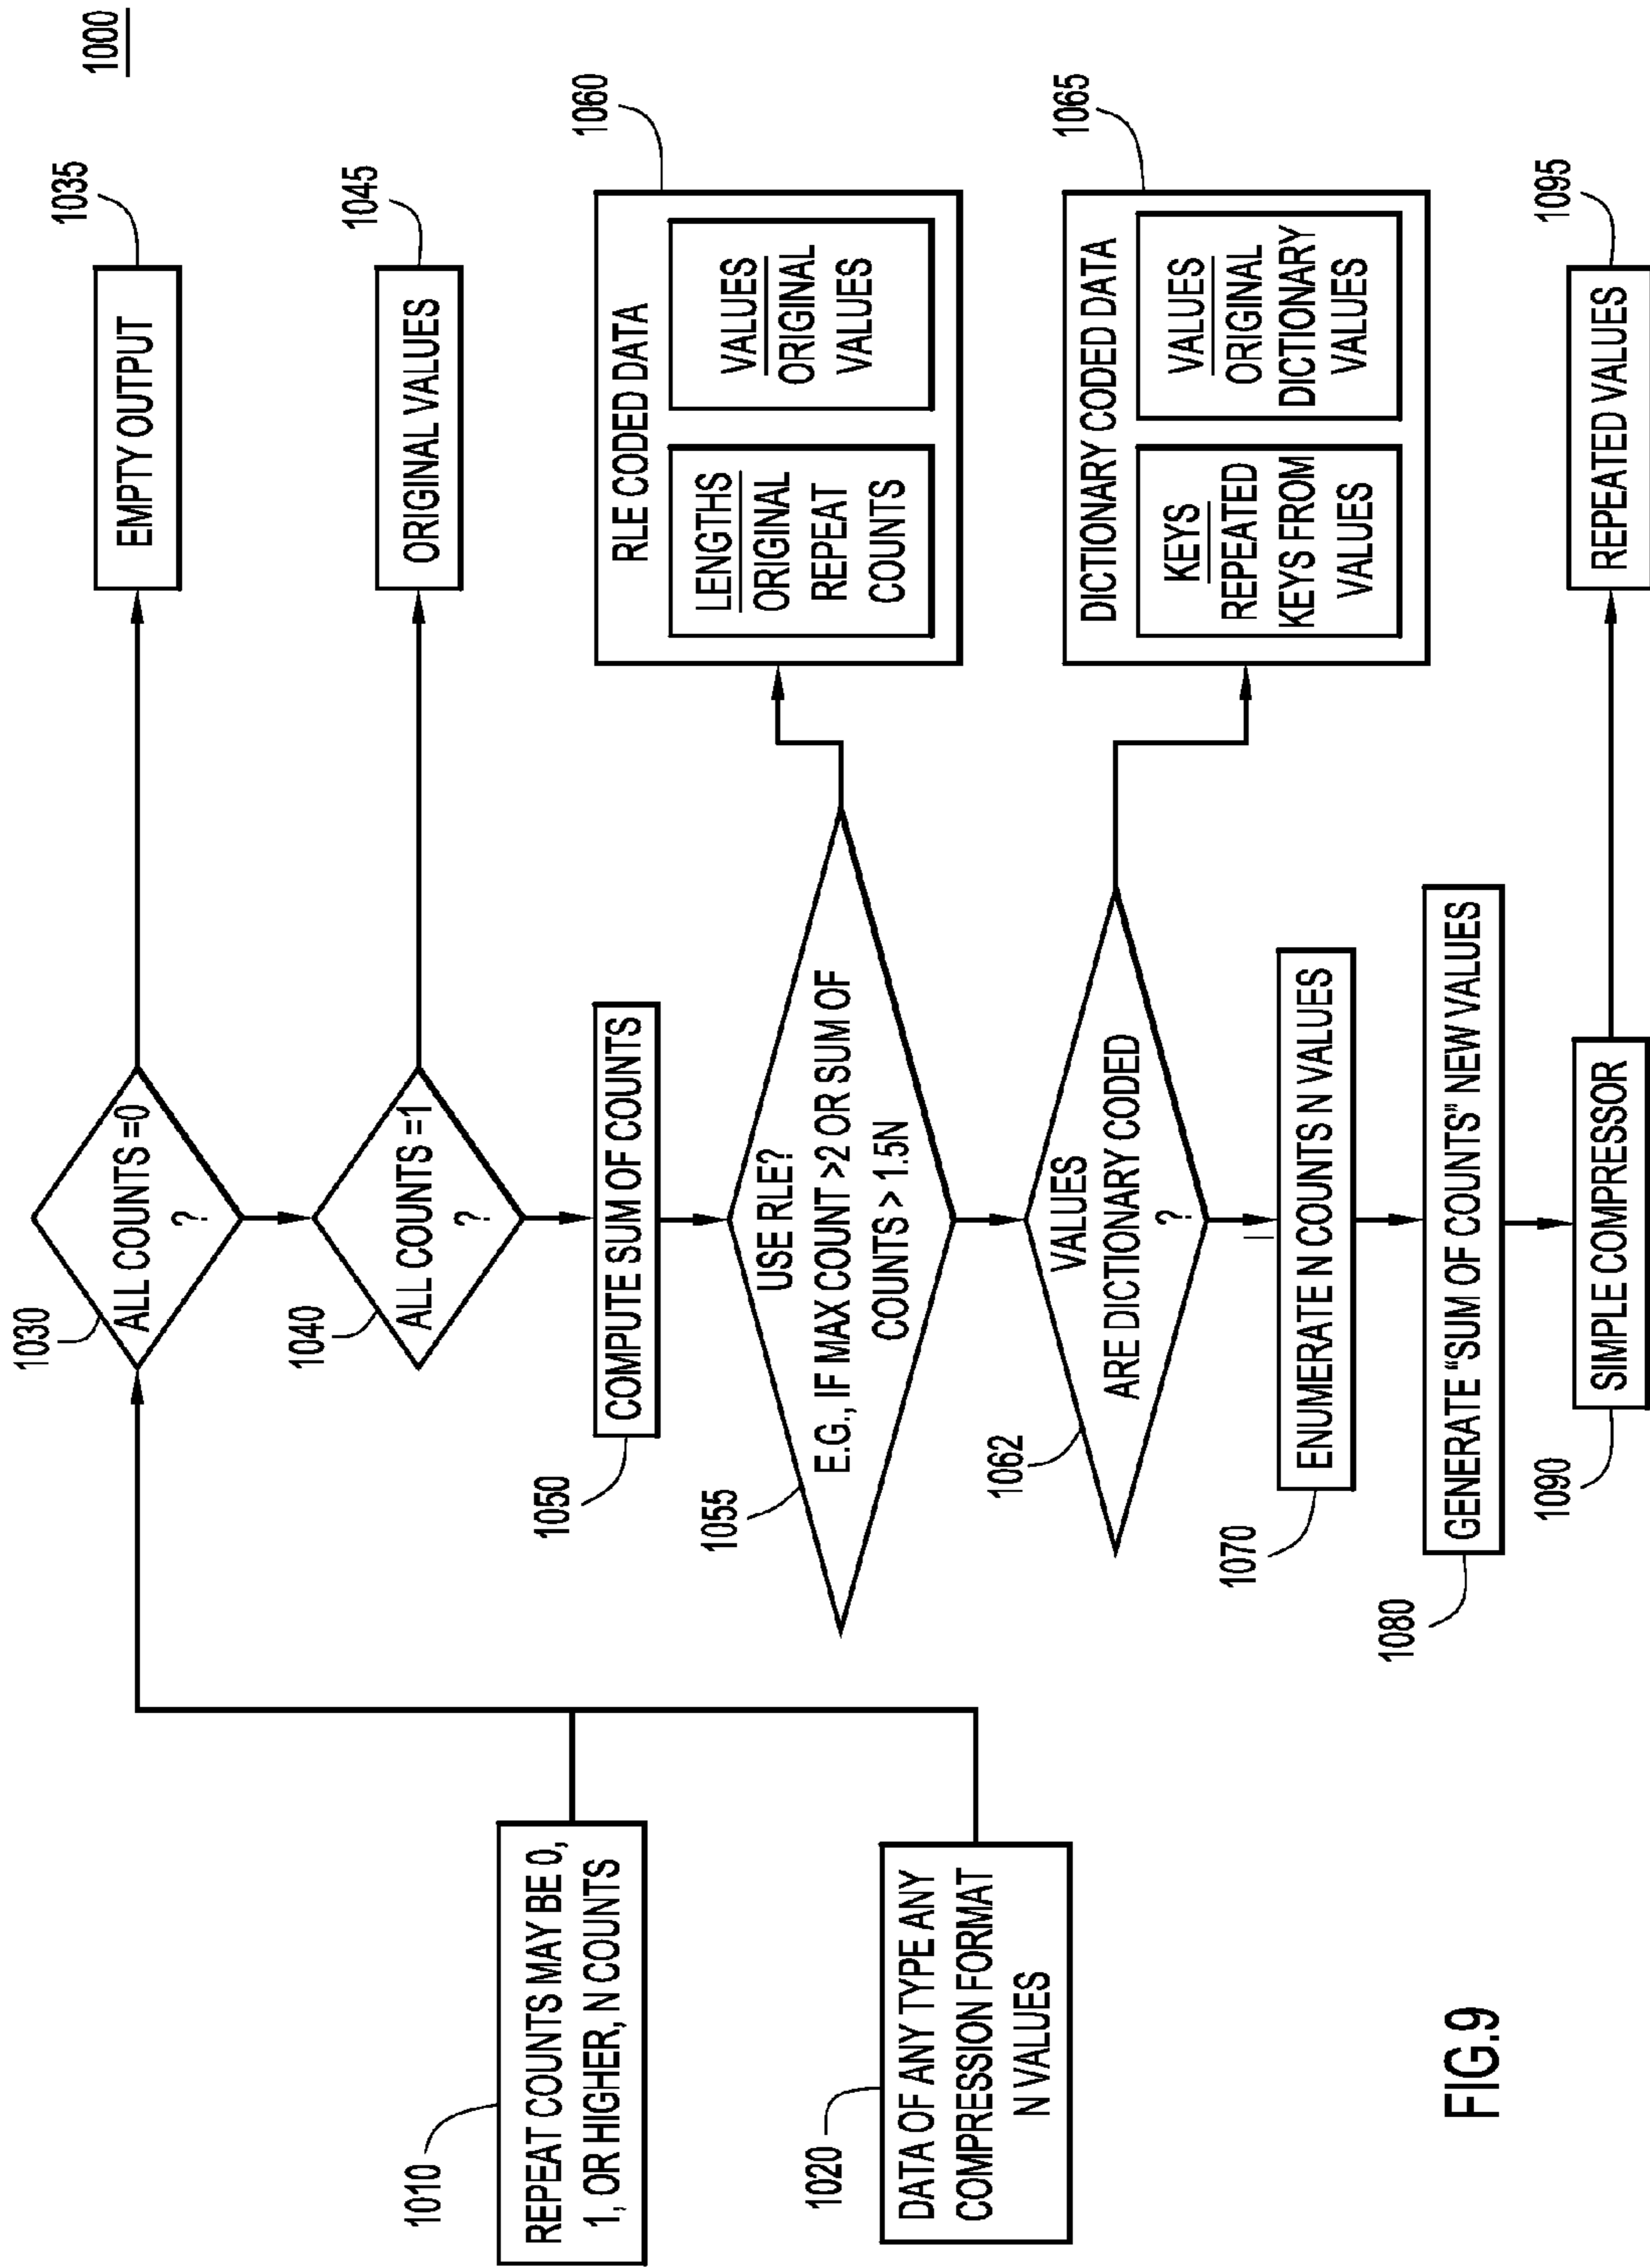 1000
1010
REPEAT COUNTS MAY BE 0,
1, OR HIGHER, N COUNTS
1020
DATA OF ANY TYPE ANY
COMPRESSION FORMAT
N VALUES
1030
ALL COUNTS =0
?
1035
EMPTY OUTPUT
1040
ALL COUNTS =1
?
1045
ORIGINAL VALUES
1050
COMPUTE SUM OF COUNTS
1055
USE RLE?
E.G., IF MAX COUNT >2 OR SUM OF
COUNTS > 1.5N
1060
RLE CODED DATA
LENGTHS
ORIGINAL
REPEAT
COUNTS
VALUES
ORIGINAL
VALUES
1062
VALUES
ARE DICTIONARY CODED
?
1065
DICTIONARY CODED DATA
KEYS
REPEATED
KEYS FROM
VALUES
VALUES
ORIGINAL
DICTIONARY
VALUES
1070
ENUMERATE N COUNTS N VALUES
1080
GENERATE “SUM OF COUNTS” NEW VALUES
1090
SIMPLE COMPRESSOR
1095
REPEATED VALUES
FIG.9